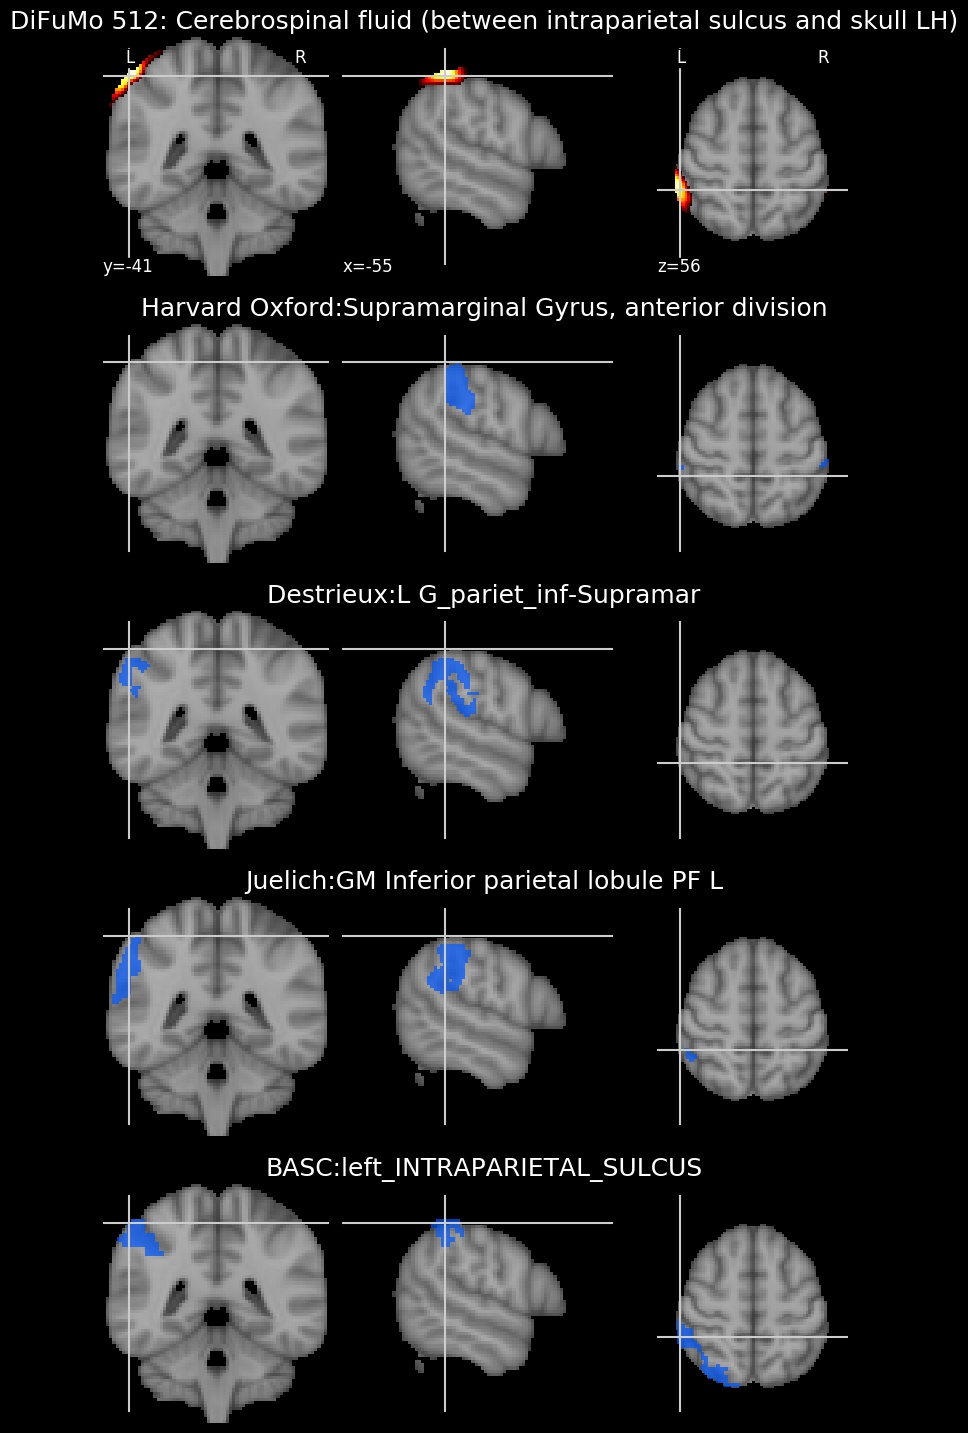 DiFuMo 512: Cerebrospinal fluid (between intraparietal sulcus and skull LH)
L R L R
y=-41 x=-55 z=56
Harvard Oxford:Supramarginal Gyrus, anterior division
Destrieux:L G_pariet_inf-Supramar
Juelich:GM Inferior parietal lobule PF L
BASC:left_INTRAPARIETAL_SULCUS